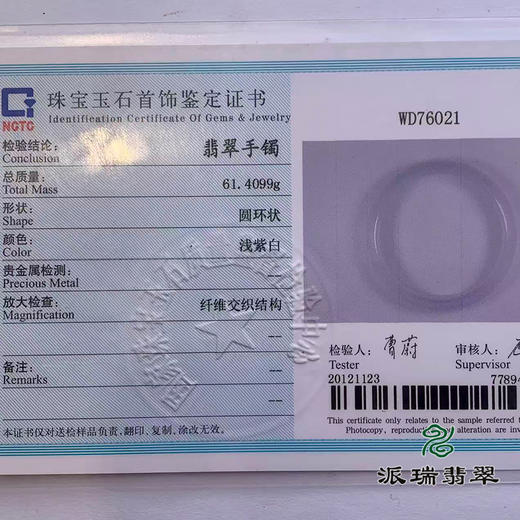 NGTC
珠宝玉石首饰鉴定证书
Identification Certificate Of Gems & Jewelry
检验结论:
Conclusion
翡翠手镯
总质量:
Total Mass
61.4099g
形状:
Shape
圆环状
颜色:
Color
浅紫白
贵金属检测:
Precious Metal
---
放大检查:
Magnification
纤维交织结构
---
备注:
Remarks
---
---
本证书仅对送检样品负责,翻印、复制、涂改无效。
WD76021
检验人:
曹蔚
Tester
审核人:
Supervisor
20121123
7789
This certificate only relates to the sample referred
Photocopy, reproduc
alteration are inv
派瑞翡翠